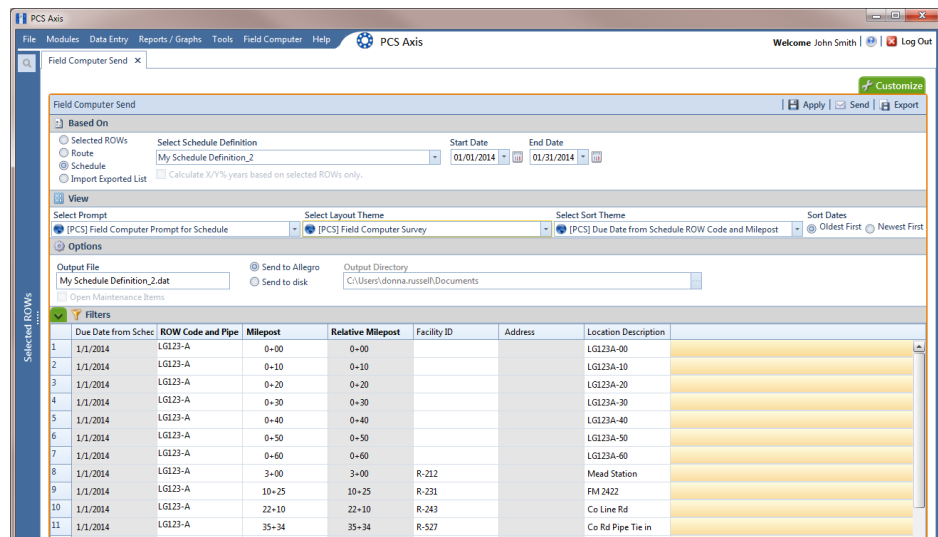 PCS Axis
File Modules Data Entry Reports / Graphs Tools Field Computer Help PCS Axis Welcome John Smith | | Log Out
Field Computer Send ×
Customize
Field Computer Send | Apply | Send | Export
Based On
Selected ROWs
Route
Schedule
Import Exported List
Select Schedule Definition
My Schedule Definition_2
Calculate X/Y% years based on selected ROWs only.
Start Date End Date
01/01/2014 01/31/2014
View
Select Prompt Select Layout Theme Select Sort Theme Sort Dates
[PCS] Field Computer Prompt for Schedule [PCS] Field Computer Survey [PCS] Due Date from Schedule ROW Code and Milepost Oldest First Newest First
Options
Output File
My Schedule Definition_2.dat
Open Maintenance Items
Send to Allegro
Send to disk
Output Directory
C:\Users\donna.russell\Documents
Selected ROWs
Filters
Due Date from Schec ROW Code and Pipe Milepost Relative Milepost Facility ID Address Location Description
1 1/1/2014 LG123-A 0+00 0+00 LG123A-00
2 1/1/2014 LG123-A 0+10 0+10 LG123A-10
3 1/1/2014 LG123-A 0+20 0+20 LG123A-20
4 1/1/2014 LG123-A 0+30 0+30 LG123A-30
5 1/1/2014 LG123-A 0+40 0+40 LG123A-40
6 1/1/2014 LG123-A 0+50 0+50 LG123A-50
7 1/1/2014 LG123-A 0+60 0+60 LG123A-60
8 1/1/2014 LG123-A 3+00 3+00 R-212 Mead Station
9 1/1/2014 LG123-A 10+25 10+25 R-231 FM 2422
10 1/1/2014 LG123-A 22+10 22+10 R-243 Co Line Rd
11 1/1/2014 LG123-A 35+34 35+34 R-527 Co Rd Pipe Tie in